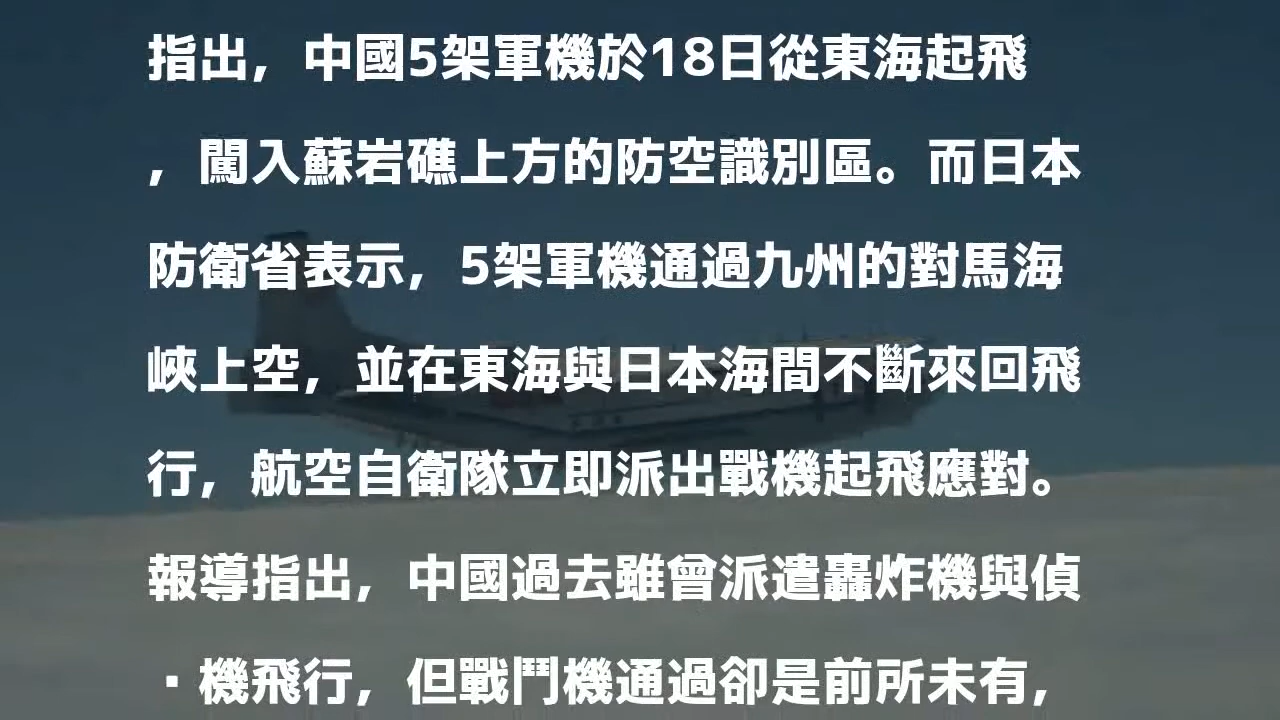 指出，中國5架軍機於18日從東海起飛
，闖入蘇岩礁上方的防空識別區。而日本
防衛省表示，5架軍機通過九州的對馬海
峽上空，並在東海與日本海間不斷來回飛
行，航空自衛隊立即派出戰機起飛應對。
報導指出，中國過去雖曾派遣轟炸機與偵
・機飛行，但戰鬥機通過卻是前所未有，